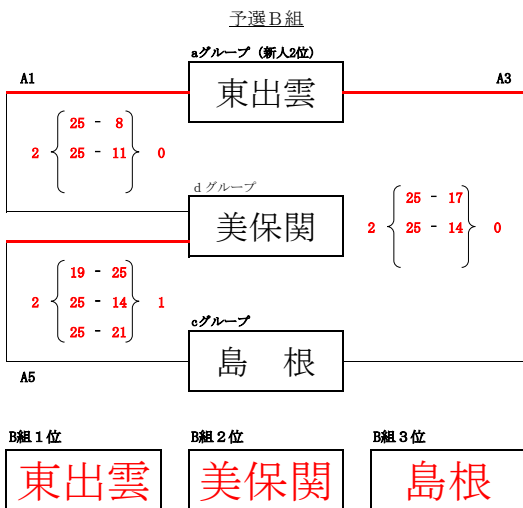 予選Ｂ組
aグループ（新人2位）
A1
東出雲
A3
25 - 8
2 25 - 11 0
dグループ
美保関
25 - 17
2 25 - 14 0
19 - 25
2 25 - 14 1
25 - 21
cグループ
島　根
A5
B組１位
B組２位
B組３位
東出雲
美保関
島根